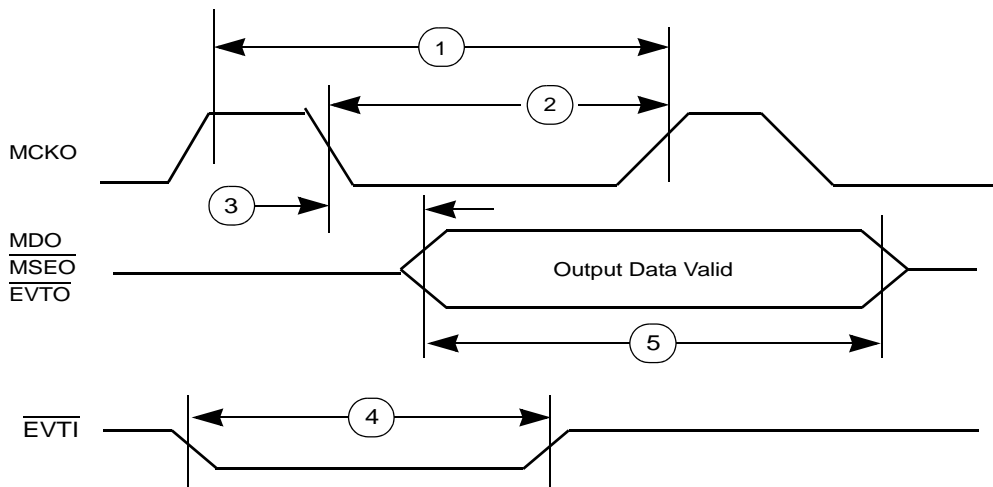 1
2
MCKO
3
MDO
MSEO
EVTO
Output Data Valid
5
4
EVTI